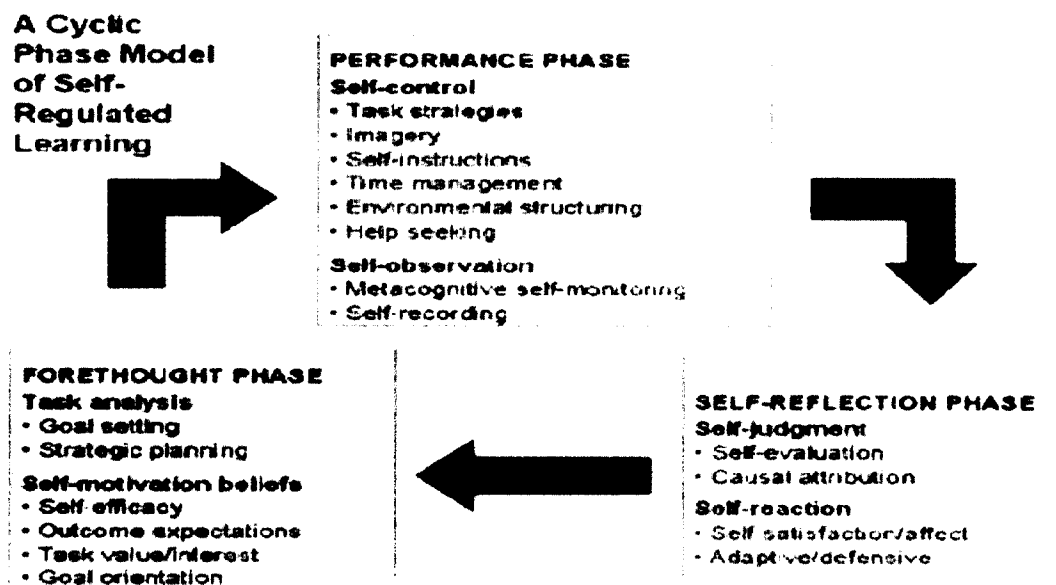 A Cyclic
Phase Model
of Self-
Regulated
Learning
PERFORMANCE PHASE
Self-control
• Task strategies
• Imagery
• Self-instructions
• Time management
• Environmental structuring
• Help seeking
Self-observation
• Metacognitive self-monitoring
• Self-recording
FORETHOUGHT PHASE
Task analysis
• Goal setting
• Strategic planning
Self-motivation beliefs
• Self-efficacy
• Outcome expectations
• Task value/interest
• Goal orientation
SELF-REFLECTION PHASE
Self-judgment
• Self-evaluation
• Causal attribution
Self-reaction
• Self satisfaction/affect
• Adaptive/defensive